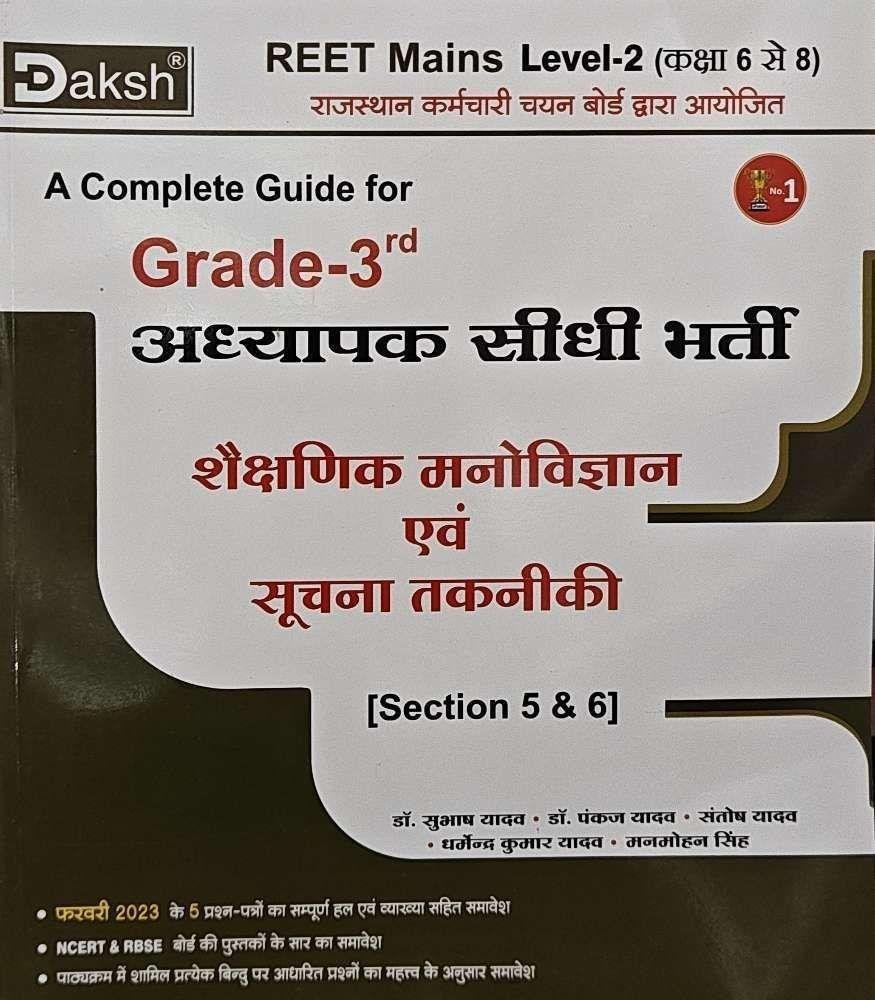 Daksh®
REET Mains Level-2 (कक्षा 6 से 8)
राजस्थान कर्मचारी चयन बोर्ड द्वारा आयोजित
A Complete Guide for
No.1
Grade-3rd
अध्यापक सीधी भर्ती
शैक्षणिक मनोविज्ञान
एवं
सूचना तकनीकी
[Section 5 & 6]
डॉ. सुभाष यादव • डॉ. पंकज यादव • संतोष यादव
• धर्मेन्द्र कुमार यादव • मनमोहन सिंह
• फरवरी 2023 के 5 प्रश्न-पत्रों का सम्पूर्ण हल एवं व्याख्या सहित समावेश
• NCERT & RBSE बोर्ड की पुस्तकों के सार का समावेश
• पाठ्यक्रम में शामिल प्रत्येक बिन्दु पर आधारित प्रश्नों का महत्त्व के अनुसार समावेश